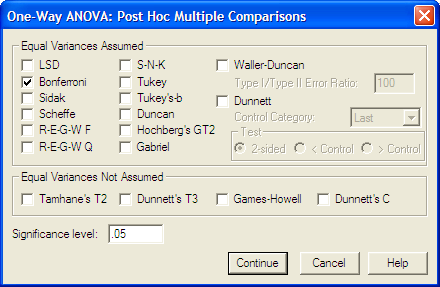 One-Way ANOVA: Post Hoc Multiple Comparisons
Equal Variances Assumed
LSD S-N-K Waller-Duncan
Bonferroni Tukey Type I/Type II Error Ratio: 100
Sidak Tukey's-b Dunnett
Scheffe Duncan Control Category: Last
R-E-G-W F Hochberg's GT2 Test
R-E-G-W Q Gabriel 2-sided < Control > Control
Equal Variances Not Assumed
Tamhane's T2 Dunnett's T3 Games-Howell Dunnett's C
Significance level: .05
Continue Cancel Help